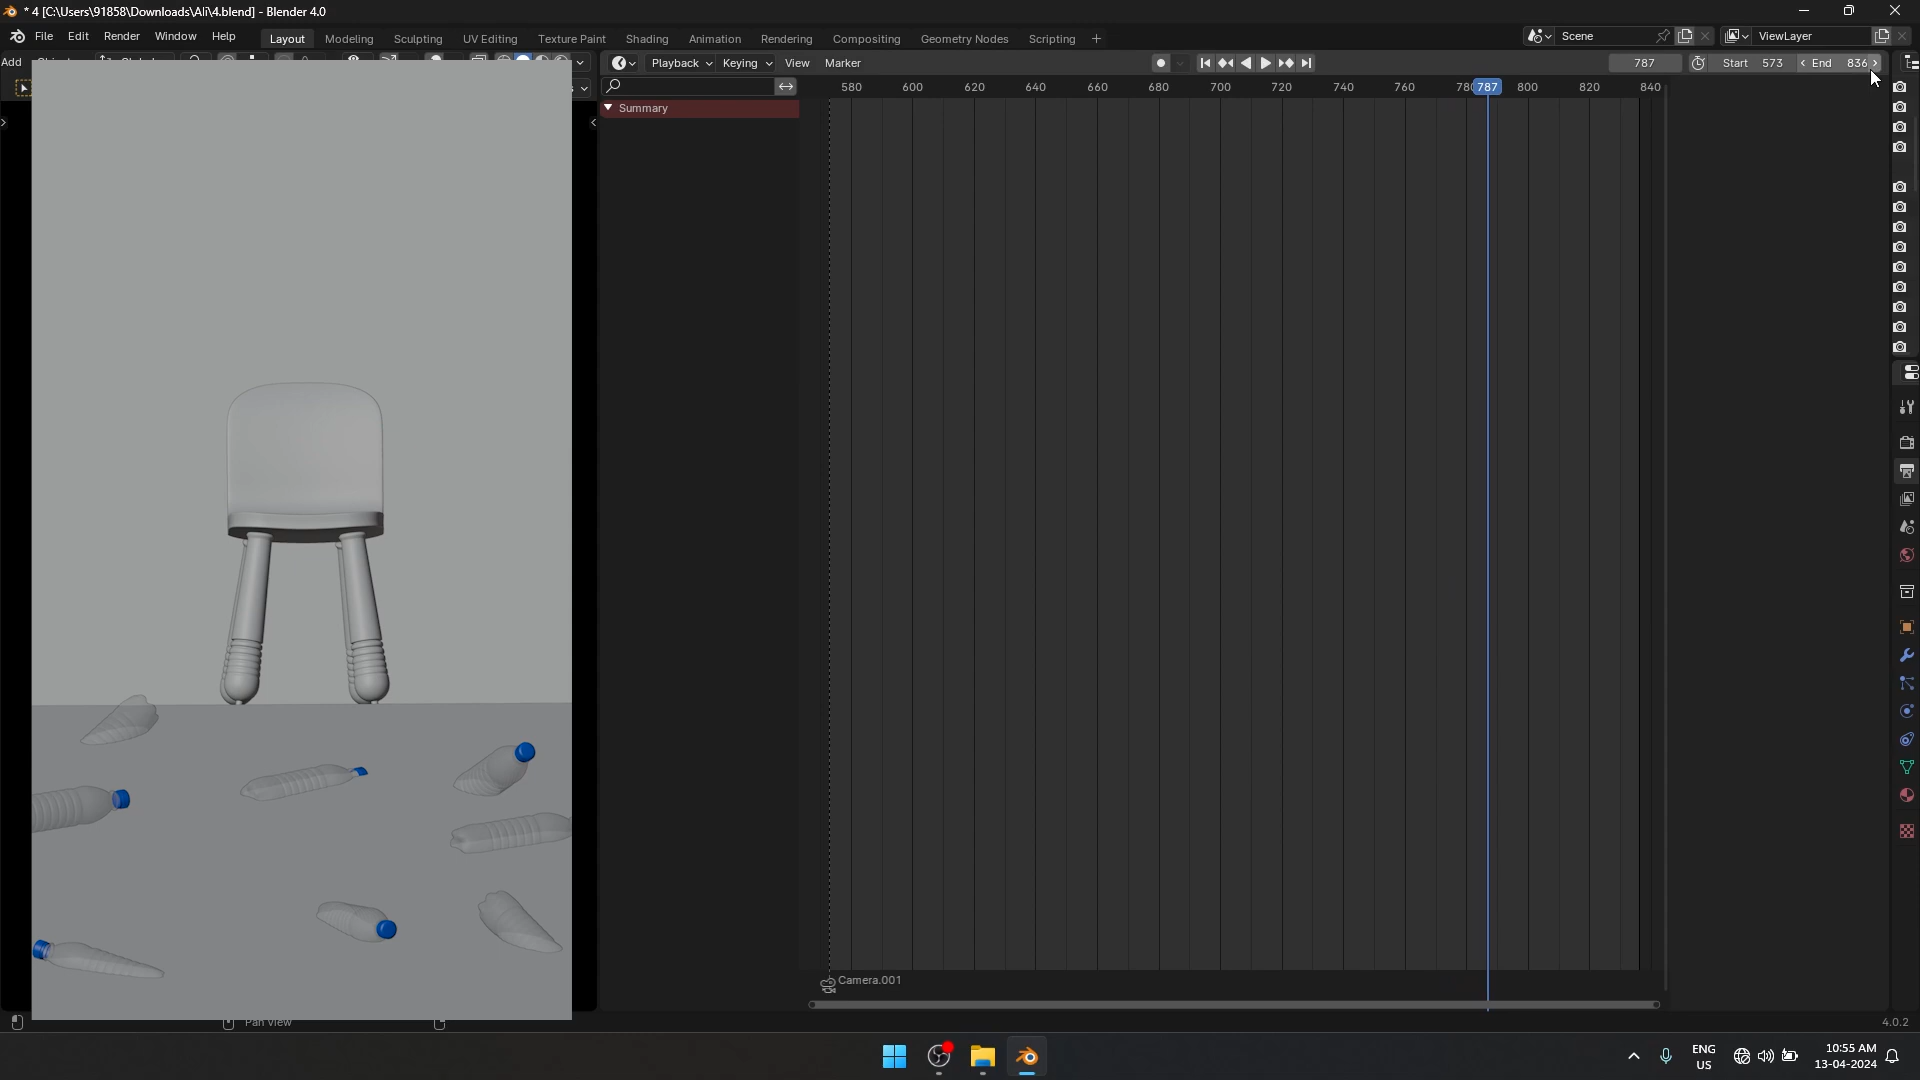 * 4 [C:\Users\91858\Downloads\Ali\4.blend] - Blender 4.0
File Edit Render Window Help Layout Modeling Sculpting UV Editing Texture Paint Shading Animation Rendering Compositing Geometry Nodes Scripting + Scene ViewLayer
Add Playback Keying View Marker 787 Start 573 End 836
580 600 620 640 660 680 700 720 740 760 787 800 820 840
Summary
Camera.001
Pan View 4.0.2
ENG
US
10:55 AM
13-04-2024